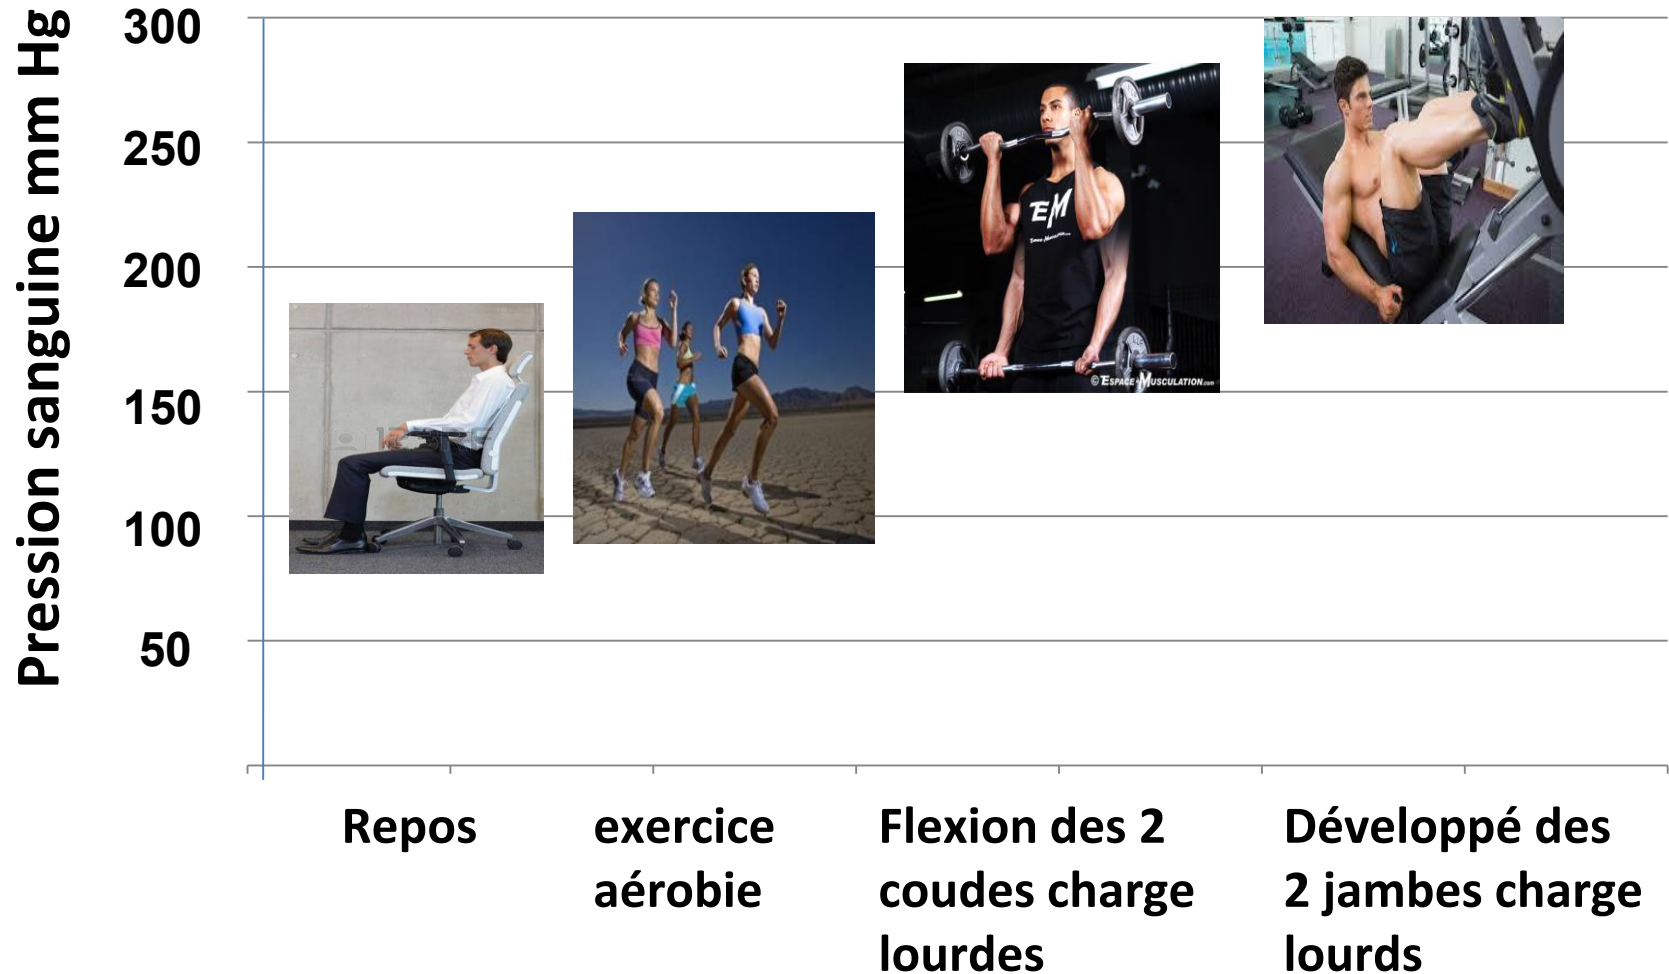 Pression sanguine mm Hg
300
250
200
150
100
50
EM
© ESPACE-MUSCULATION.com
Repos
exercice
aérobie
Flexion des 2
coudes charge
lourdes
Développé des
2 jambes charge
lourds